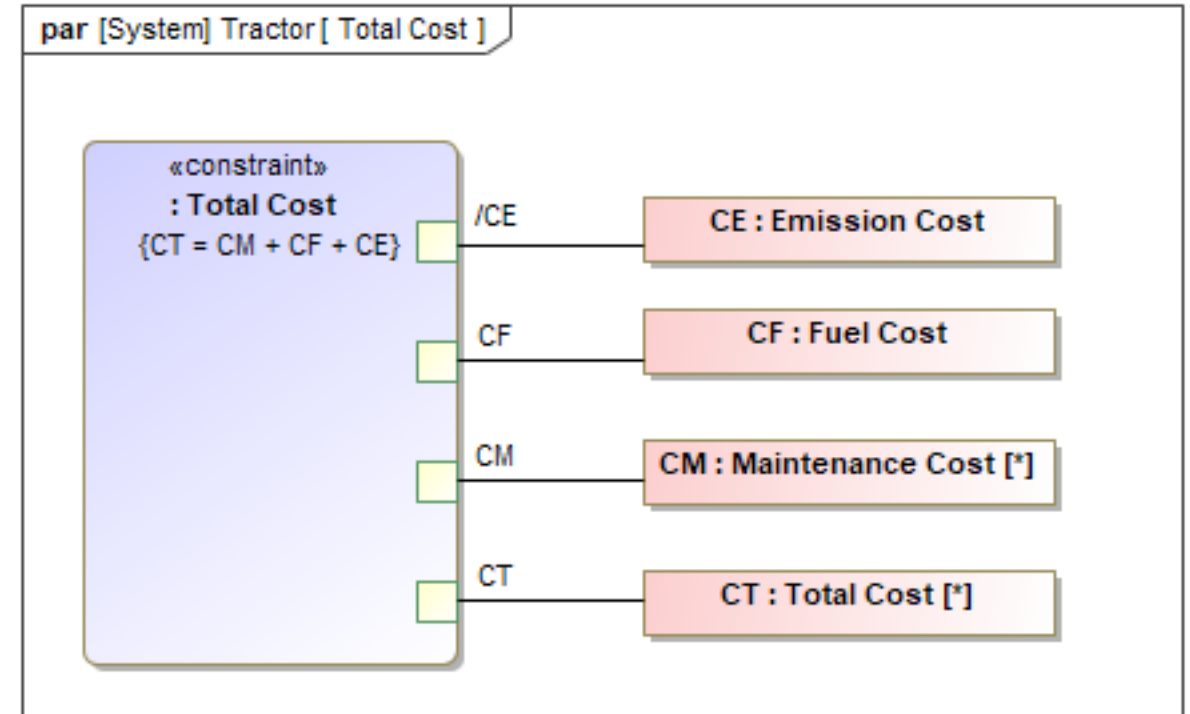 par [System] Tractor [ Total Cost ]
«constraint»
: Total Cost
{CT = CM + CF + CE}
/CE
CE : Emission Cost
CF
CF : Fuel Cost
CM
CM : Maintenance Cost [*]
CT
CT : Total Cost [*]